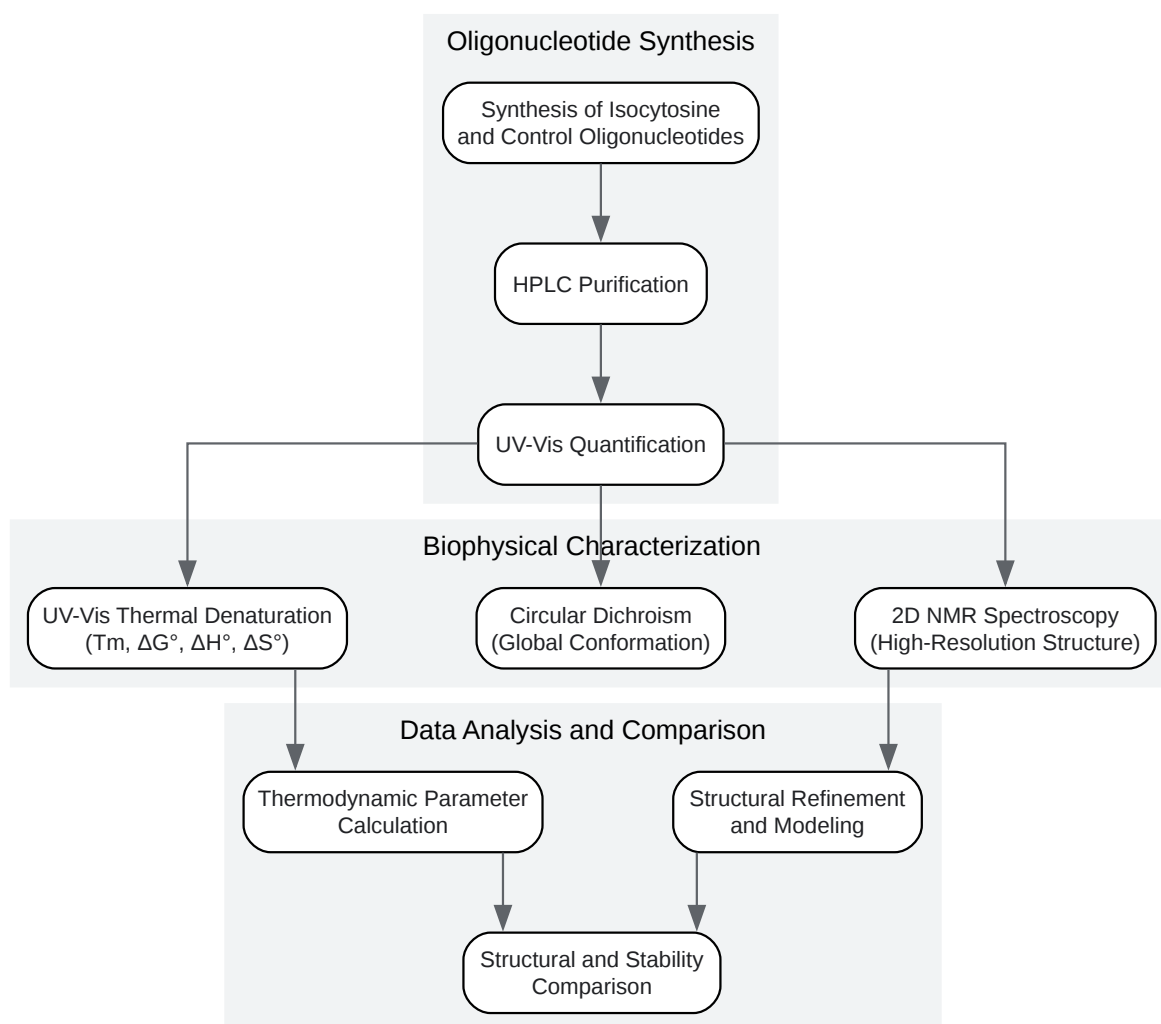 Oligonucleotide Synthesis
Synthesis of Isocytosine
and Control Oligonucleotides
HPLC Purification
UV-Vis Quantification
Biophysical Characterization
UV-Vis Thermal Denaturation
(Tm, ΔG°, ΔH°, ΔS°)
Circular Dichroism
(Global Conformation)
2D NMR Spectroscopy
(High-Resolution Structure)
Data Analysis and Comparison
Thermodynamic Parameter
Calculation
Structural Refinement
and Modeling
Structural and Stability
Comparison